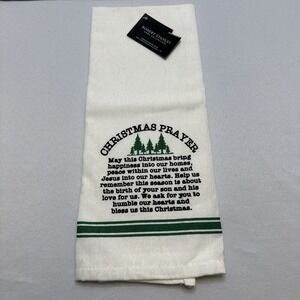 ROBERT STANLEY
CHRISTMAS PRAYER
May this Christmas bring
happiness into our homes,
peace within our lives and
Jesus into our hearts. Help us
remember this season is about
the birth of your son and his
love for us. We ask for you to
humble our hearts and
bless us this Christmas.